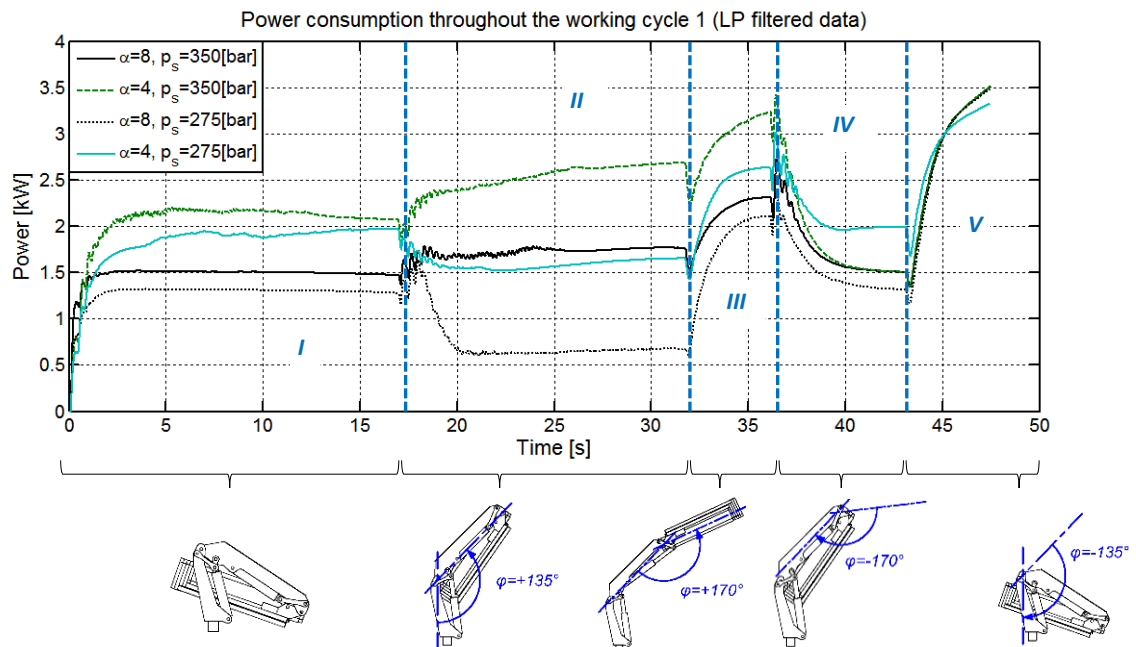 Power consumption throughout the working cycle 1 (LP filtered data)
α=8, pS=350[bar]
α=4, pS=350[bar]
α=8, pS=275[bar]
α=4, pS=275[bar]
Power [kW]
4
3.5
3
2.5
2
1.5
1
0.5
0
I
II
III
IV
V
0 5 10 15 20 25 30 35 40 45 50
Time [s]
φ=+135°
φ=+170°
φ=-170°
φ=-135°